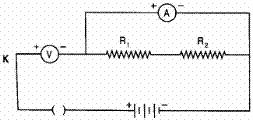 + A −
+ V − R₁ R₂
K
( )
+ −